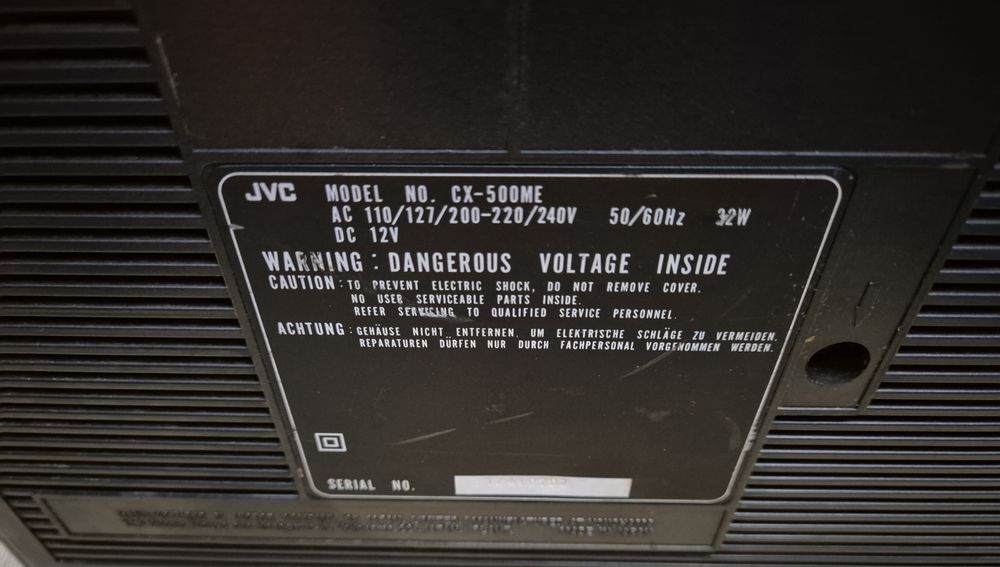 JVC MODEL NO. CX-500ME
AC 110/127/200-220/240V 50/60Hz 32W
DC 12V
WARNING: DANGEROUS VOLTAGE INSIDE
CAUTION: TO PREVENT ELECTRIC SHOCK, DO NOT REMOVE COVER.
NO USER SERVICEABLE PARTS INSIDE.
REFER SERVICING TO QUALIFIED SERVICE PERSONNEL.
ACHTUNG: GEHÄUSE NICHT ENTFERNEN. UM ELEKTRISCHE SCHLÄGE ZU VERMEIDEN.
REPARATUREN DÜRFEN NUR DURCH FACHPERSONAL VORGENOMMEN WERDEN.
SERIAL NO.